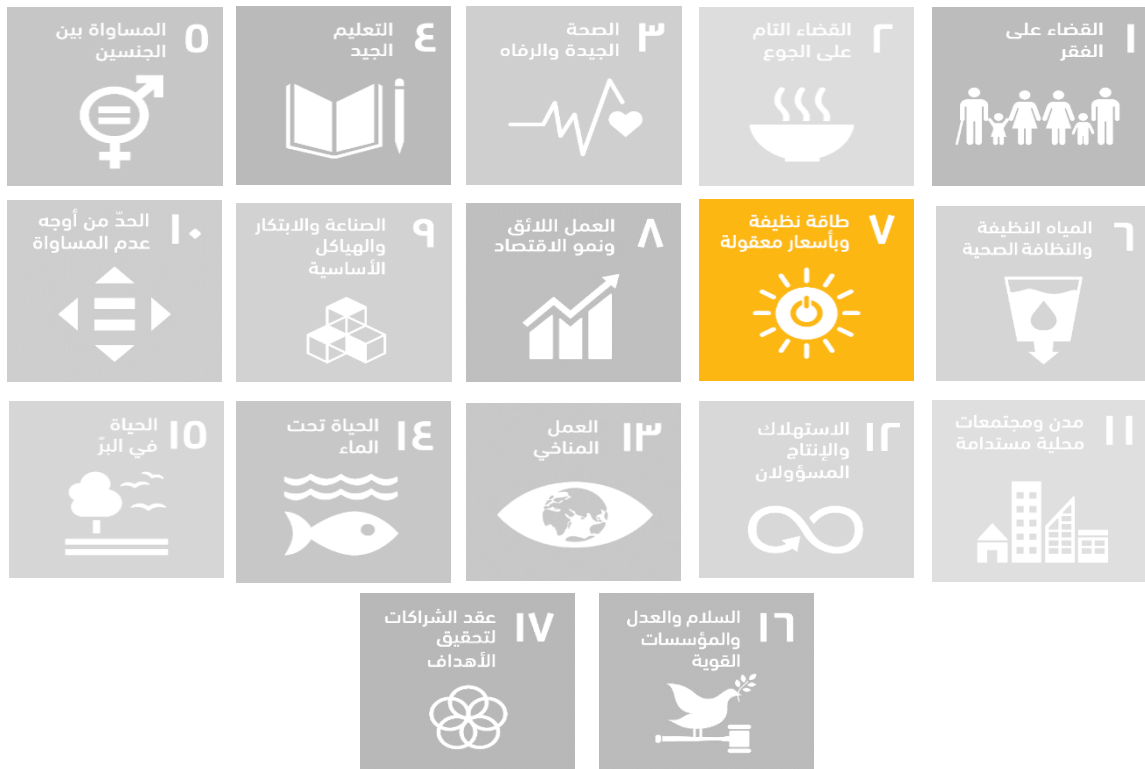 ١ القضاء على
الفقر
٢ القضاء التام
على الجوع
٣ الصحة
الجيدة والرفاه
٤ التعليم
الجيد
٥ المساواة بين
الجنسين
٦ المياه النظيفة
والنظافة الصحية
٧ طاقة نظيفة
وبأسعار معقولة
٨ العمل اللائق
ونمو الاقتصاد
٩ الصناعة والابتكار
والهياكل
الأساسية
١٠ الحدّ من أوجه
عدم المساواة
١١ مدن ومجتمعات
محلية مستدامة
١٢ الاستهلاك
والإنتاج
المسؤولان
١٣ العمل
المناخي
١٤ الحياة تحت
الماء
١٥ الحياة
في البرّ
١٦ السلام والعدل
والمؤسسات
القوية
١٧ عقد الشراكات
لتحقيق
الأهداف